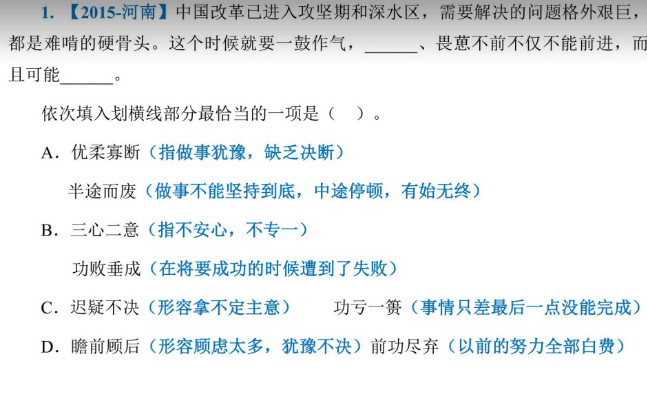 1. 【2015-河南】中国改革已进入攻坚期和深水区，需要解决的问题格外艰巨，
都是难啃的硬骨头。这个时候就要一鼓作气，______、畏葸不前不仅不能前进，而
且可能______。
依次填入划横线部分最恰当的一项是（　）。
A．优柔寡断（指做事犹豫，缺乏决断）
半途而废（做事不能坚持到底，中途停顿，有始无终）
B．三心二意（指不安心，不专一）
功败垂成（在将要成功的时候遭到了失败）
C．迟疑不决（形容拿不定主意）　　功亏一篑（事情只差最后一点没能完成）
D．瞻前顾后（形容顾虑太多，犹豫不决）前功尽弃（以前的努力全部白费）